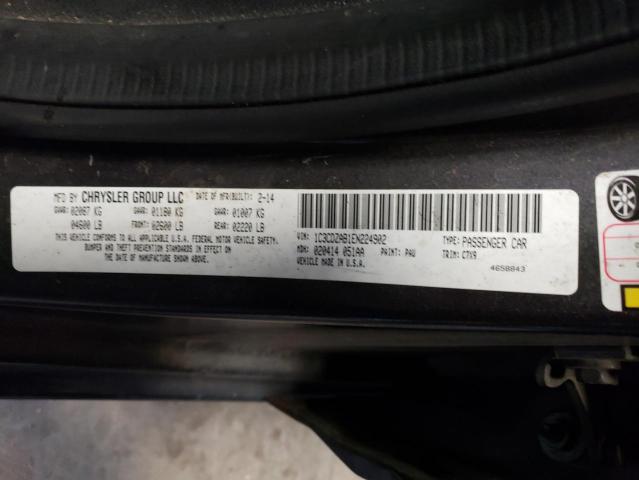 MFD BY CHRYSLER GROUP LLC DATE OF MFR(BUILT): 2-14
GVWR: 02087 KG GAWR: 01180 KG GAWR: 01007 KG
04600 LB FRONT: 02600 LB REAR: 02220 LB
THIS VEHICLE CONFORMS TO ALL APPLICABLE U.S.A. FEDERAL MOTOR VEHICLE SAFETY,
BUMPER AND THEFT PREVENTION STANDARDS IN EFFECT ON
THE DATE OF MANUFACTURE SHOWN ABOVE.
VIN: 1C3CDZAB1EN224902 TYPE: PASSENGER CAR
MDH: 020414 051AA PAINT: PAU TRIM: CTX9
VEHICLE MADE IN U.S.A.
4658843